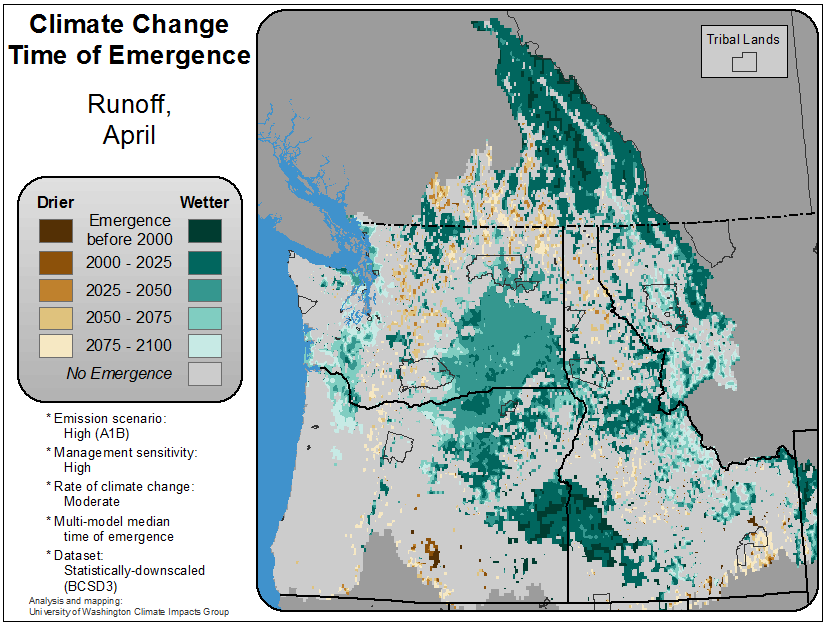 Climate Change
Time of Emergence
Runoff,
April
Tribal Lands
Drier
Wetter
Emergence
before 2000
2000 - 2025
2025 - 2050
2050 - 2075
2075 - 2100
No Emergence
* Emission scenario:
High (A1B)
* Management sensitivity:
High
* Rate of climate change:
Moderate
* Multi-model median
time of emergence
* Dataset:
Statistically-downscaled
(BCSD3)
Analysis and mapping:
University of Washington Climate Impacts Group